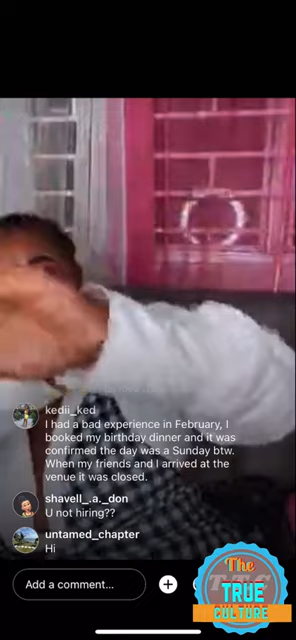 kedii_ked
I had a bad experience in February, I
booked my birthday dinner and it was
confirmed the day was a Sunday btw.
When my friends and I arrived at the
venue it was closed.
shavell_.a._don
U not hiring??
untamed_chapter
Hi
Add a comment...
The
T.T.C
TRUE
CULTURE